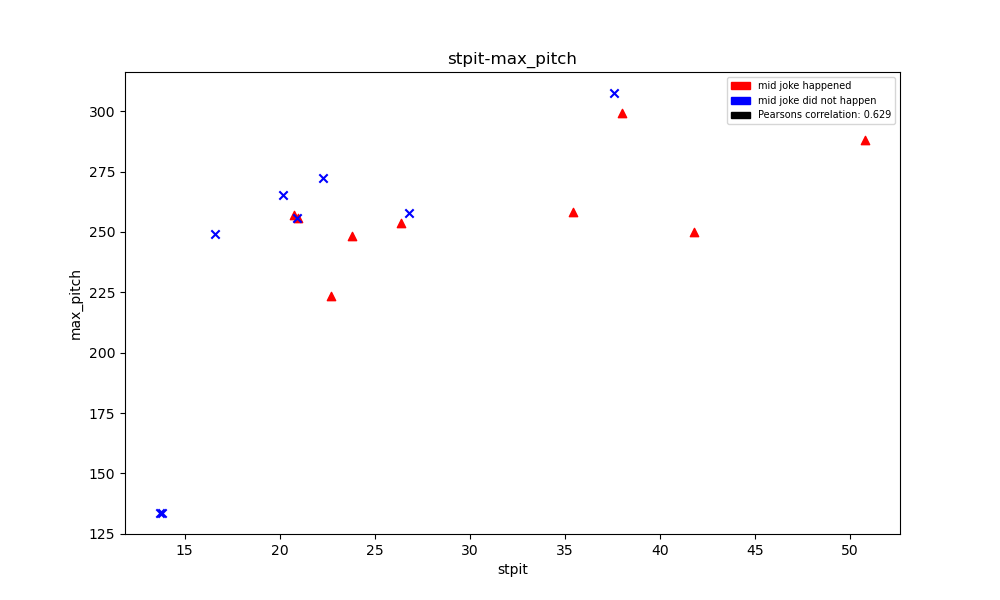 stpit-max_pitch
mid joke happened
mid joke did not happen
Pearsons correlation: 0.629
300
275
250
225
200
175
150
125
max_pitch
15 20 25 30 35 40 45 50
stpit